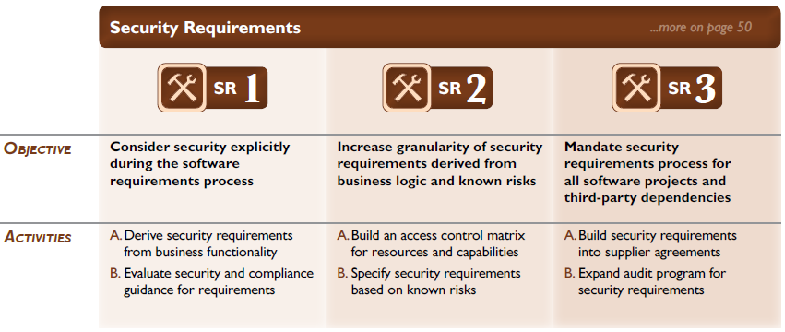 Security Requirements
...more on page 50
SR 1
SR 2
SR 3
OBJECTIVE
Consider security explicitly
during the software
requirements process
Increase granularity of security
requirements derived from
business logic and known risks
Mandate security
requirements process for
all software projects and
third-party dependencies
ACTIVITIES
A. Derive security requirements
from business functionality
B. Evaluate security and compliance
guidance for requirements
A. Build an access control matrix
for resources and capabilities
B. Specify security requirements
based on known risks
A. Build security requirements
into supplier agreements
B. Expand audit program for
security requirements